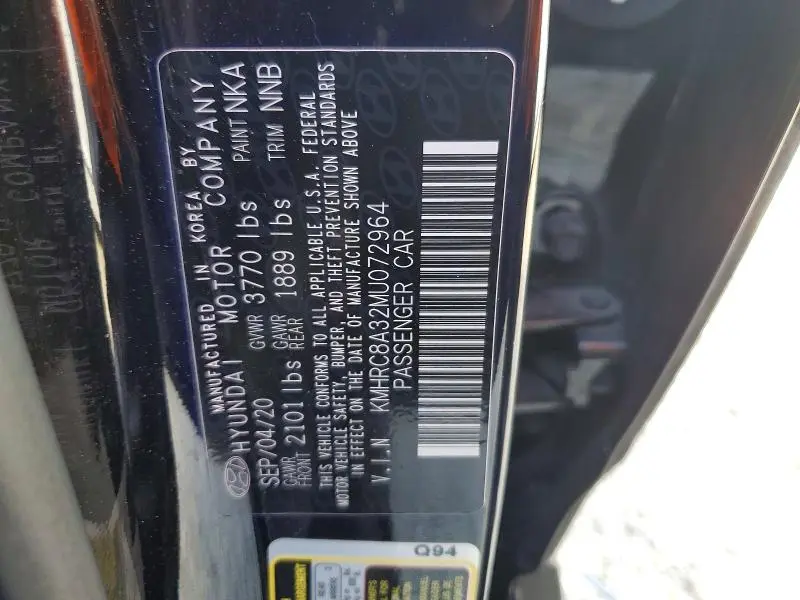 MANUFACTURED IN KOREA BY
HYUNDAI MOTOR COMPANY
SEP/04/20 GVWR 3770 lbs PAINT NKA
GAWR FRONT 2101 lbs GAWR REAR 1889 lbs TRIM NNB
THIS VEHICLE CONFORMS TO ALL APPLICABLE U.S.A. FEDERAL
MOTOR VEHICLE SAFETY, BUMPER, AND THEFT PREVENTION STANDARDS
IN EFFECT ON THE DATE OF MANUFACTURE SHOWN ABOVE
V.I.N KMHRC8A32MU072964
PASSENGER CAR
Q94